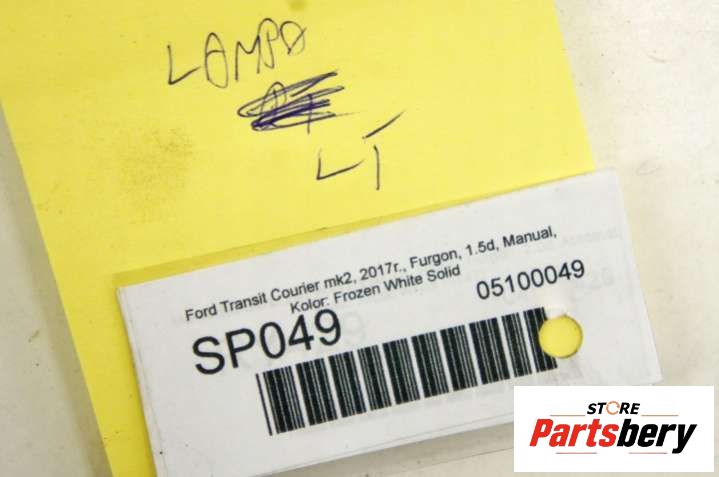 LAMPA
LT
Ford Transit Courier mk2, 2017r., Furgon, 1.5d, Manual,
Kolor: Frozen White Solid
SP049
05100049
STORE
Partsbery